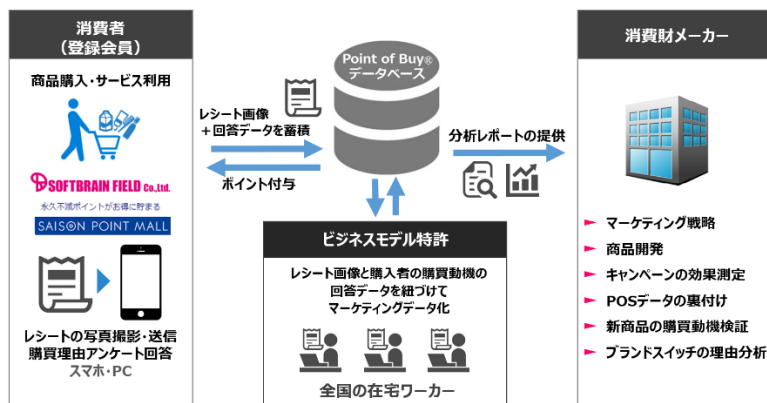 消費者
(登録会員)
商品購入・サービス利用
SOFTBRAIN FIELD Co.,Ltd.
永久不滅ポイントがお得に貯まる
SAISON POINT MALL
レシートの写真撮影・送信
購買理由アンケート回答
スマホ・PC
レシート画像
＋回答データを蓄積
ポイント付与
Point of Buy®
データベース
分析レポートの提供
ビジネスモデル特許
レシート画像と購入者の購買動機の
回答データを紐づけて
マーケティングデータ化
全国の在宅ワーカー
消費財メーカー
マーケティング戦略
商品開発
キャンペーンの効果測定
POSデータの裏付け
新商品の購買動機検証
ブランドスイッチの理由分析